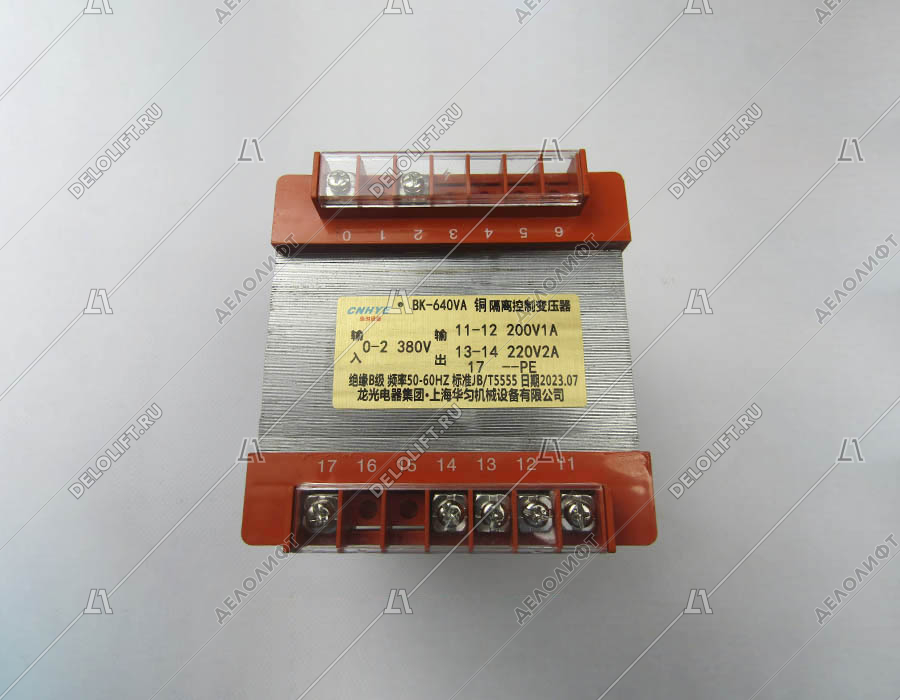 0 1 2 3 4 5 6
CNHYE BK-640VA 铜 隔离控制变压器
输入 0-2 380V 输出 11-12 200V1A
13-14 220V2A
17 --PE
绝缘B级 频率50-60HZ 标准JB/T5555 日期2023.07
龙光电器集团·上海华匀机械设备有限公司
17 16 15 14 13 12 11
DELOLIFT.RU
ДЕЛОЛИФТ